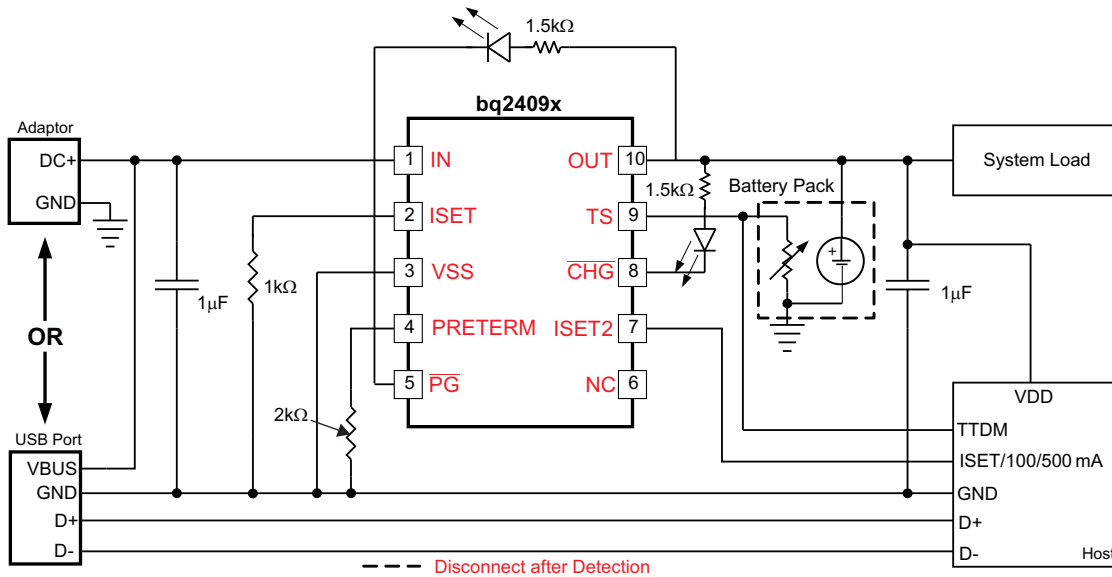 1.5kΩ
bq2409x
Adaptor
DC+
GND
1
IN
OUT
10
System Load
1.5kΩ
Battery Pack
2
ISET
TS
9
+
3
VSS
CHG
8
1kΩ
1μF
1μF
OR
4
PRETERM
ISET2
7
5
PG
NC
6
VDD
2kΩ
TTDM
USB Port
VBUS
ISET/100/500 mA
GND
GND
D+
D+
D-
D-
Host
Disconnect after Detection